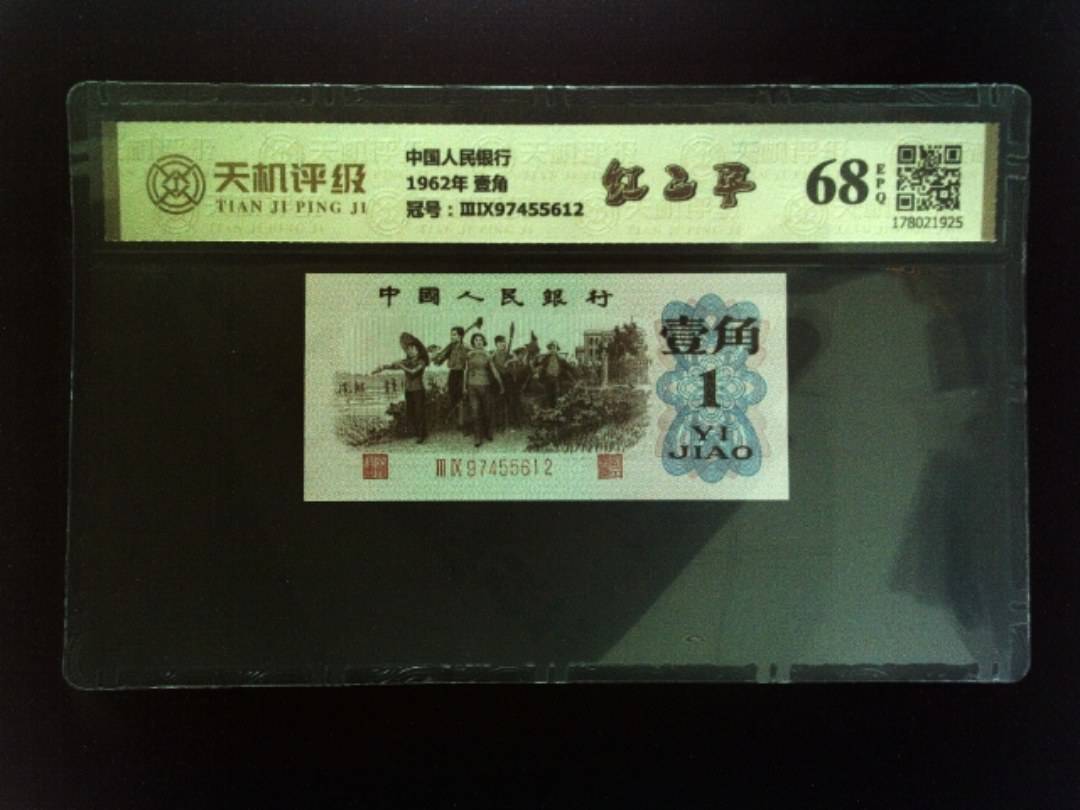 天机评级
TIAN JI PING JI
中国人民银行
1962年 壹角
冠号：ⅢⅨ97455612
红二平
68
EPQ
178021925
中國人民銀行
壹角
1
YI
JIAO
ⅢⅨ97455612